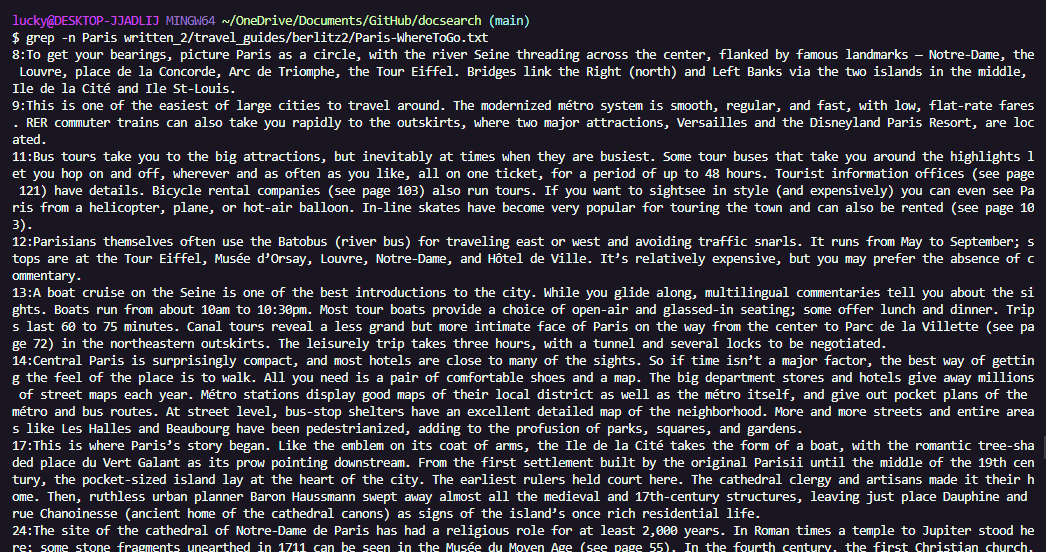 lucky@DESKTOP-JJADLIJ MINGW64 ~/OneDrive/Documents/GitHub/docsearch (main)
$ grep -n Paris written_2/travel_guides/berlitz2/Paris-WhereToGo.txt
8:To get your bearings, picture Paris as a circle, with the river Seine threading across the center, flanked by famous landmarks — Notre-Dame, the
 Louvre, place de la Concorde, Arc de Triomphe, the Tour Eiffel. Bridges link the Right (north) and Left Banks via the two islands in the middle,
Ile de la Cité and Ile St-Louis.
9:This is one of the easiest of large cities to travel around. The modernized métro system is smooth, regular, and fast, with low, flat-rate fares
. RER commuter trains can also take you rapidly to the outskirts, where two major attractions, Versailles and the Disneyland Paris Resort, are loc
ated.
11:Bus tours take you to the big attractions, but inevitably at times when they are busiest. Some tour buses that take you around the highlights l
et you hop on and off, wherever and as often as you like, all on one ticket, for a period of up to 48 hours. Tourist information offices (see page
 121) have details. Bicycle rental companies (see page 103) also run tours. If you want to sightsee in style (and expensively) you can even see Pa
ris from a helicopter, plane, or hot-air balloon. In-line skates have become very popular for touring the town and can also be rented (see page 10
3).
12:Parisians themselves often use the Batobus (river bus) for traveling east or west and avoiding traffic snarls. It runs from May to September; s
tops are at the Tour Eiffel, Musée d’Orsay, Louvre, Notre-Dame, and Hôtel de Ville. It’s relatively expensive, but you may prefer the absence of c
ommentary.
13:A boat cruise on the Seine is one of the best introductions to the city. While you glide along, multilingual commentaries tell you about the si
ghts. Boats run from about 10am to 10:30pm. Most tour boats provide a choice of open-air and glassed-in seating; some offer lunch and dinner. Trip
s last 60 to 75 minutes. Canal tours reveal a less grand but more intimate face of Paris on the way from the center to Parc de la Villette (see pa
ge 72) in the northeastern outskirts. The leisurely trip takes three hours, with a tunnel and several locks to be negotiated.
14:Central Paris is surprisingly compact, and most hotels are close to many of the sights. So if time isn’t a major factor, the best way of gettin
g the feel of the place is to walk. All you need is a pair of comfortable shoes and a map. The big department stores and hotels give away millions
 of street maps each year. Métro stations display good maps of their local district as well as the métro itself, and give out pocket plans of the
métro and bus routes. At street level, bus-stop shelters have an excellent detailed map of the neighborhood. More and more streets and entire area
s like Les Halles and Beaubourg have been pedestrianized, adding to the profusion of parks, squares, and gardens.
17:This is where Paris’s story began. Like the emblem on its coat of arms, the Ile de la Cité takes the form of a boat, with the romantic tree-sha
ded place du Vert Galant as its prow pointing downstream. From the first settlement built by the original Parisii until the middle of the 19th cen
tury, the pocket-sized island lay at the heart of the city. The earliest rulers held court here. The cathedral clergy and artisans made it their h
ome. Then, ruthless urban planner Baron Haussmann swept away almost all the medieval and 17th-century structures, leaving just place Dauphine and
rue Chanoinesse (ancient home of the cathedral canons) as signs of the island’s once rich residential life.
24:The site of the cathedral of Notre-Dame de Paris has had a religious role for at least 2,000 years. In Roman times a temple to Jupiter stood he
re; some stone fragments unearthed in 1711 can be seen in the Musée du Moyen Age (see page 55). In the fourth century, the first Christian church,